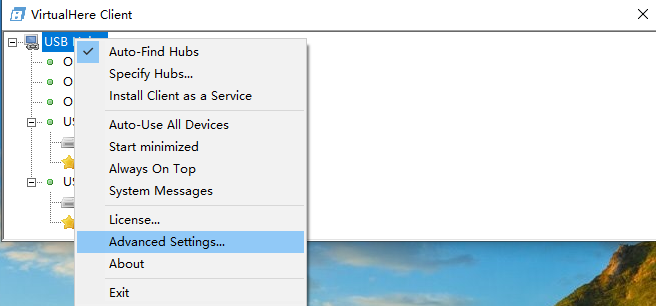 VirtualHere Client
USB
Auto-Find Hubs
Specify Hubs...
Install Client as a Service
Auto-Use All Devices
Start minimized
Always On Top
System Messages
License...
Advanced Settings...
About
Exit